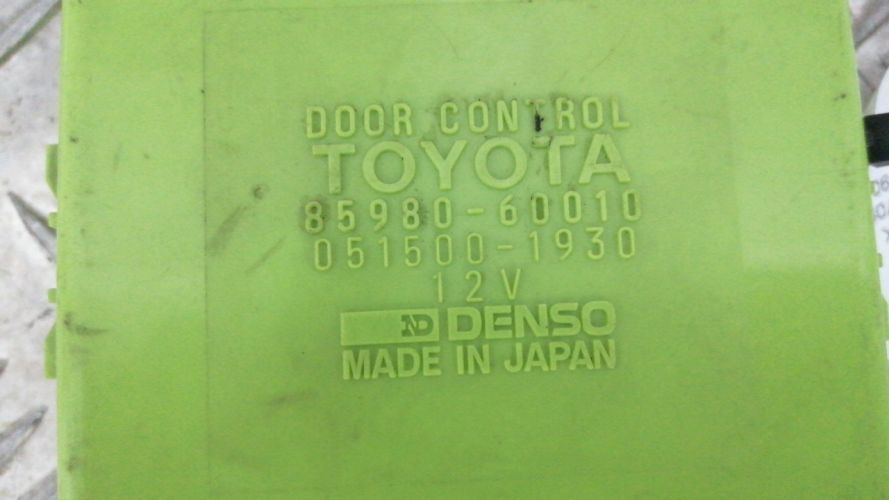 DOOR CONTROL
TOYOTA
85980-60010
051500-1930
12V
ND DENSO
MADE IN JAPAN